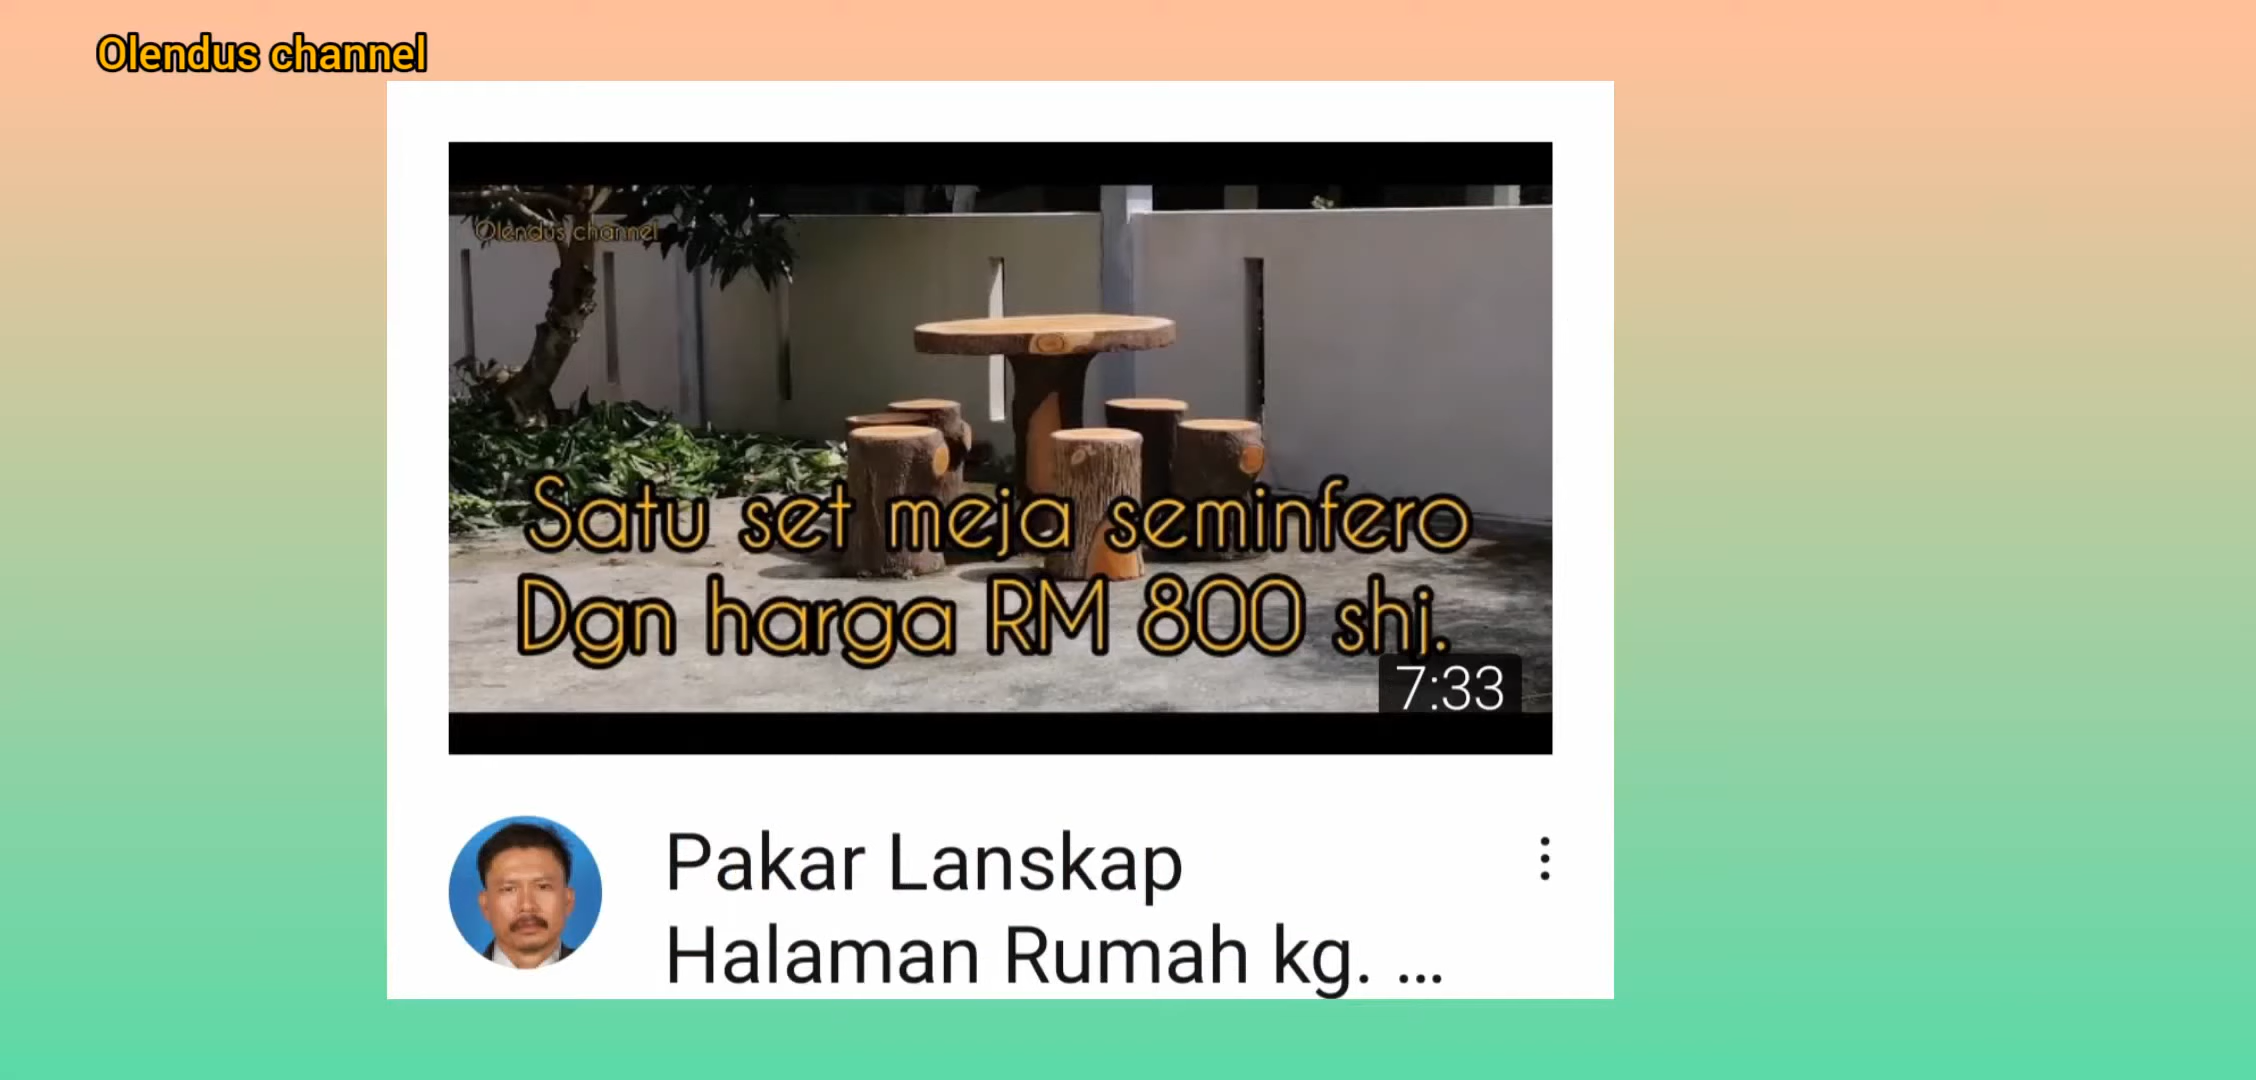 Olendus channel
Olendus channel
Satu set meja seminfero
Dgn harga RM 800 shj.
7:33
Pakar Lanskap
Halaman Rumah kg. ...